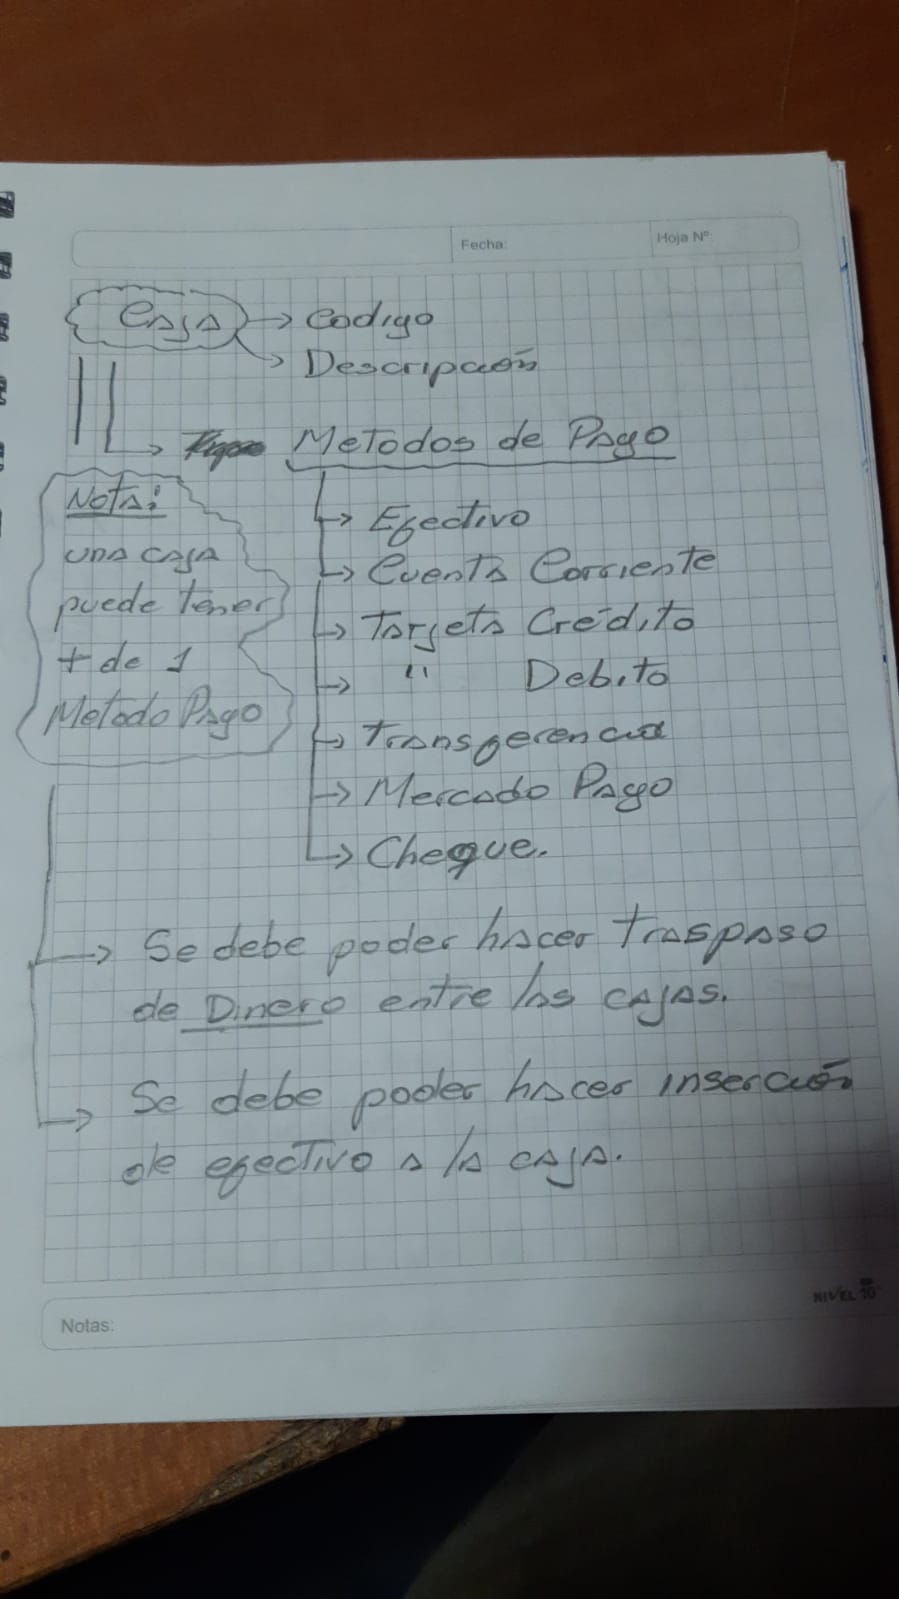 Fecha:
Hoja Nº
Caja → Codigo
→ Descripción
→ Metodos de Pago
Nota:
una caja
puede tener
+ de 1
Metodo Pago
→ Efectivo
→ Cuenta Corriente
→ Tarjeta Crédito
→ " Debito
→ Transferencia
→ Mercado Pago
→ Cheque.
→ Se debe poder hacer traspaso
de Dinero entre las cajas.
→ Se debe poder hacer inserción
de efectivo a la caja.
NIVEL 10
Notas: